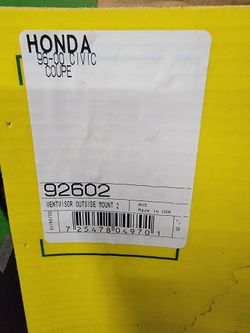 HONDA
96-00 CIVIC
COUPE
92602
VENTVISOR OUTSIDE MOUNT 2
AVS
Made in USA
7 25478 04970 1